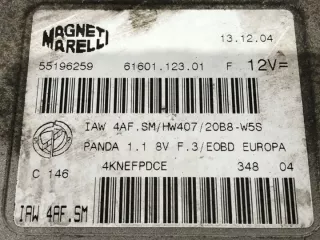 MAGNETI
MARELLI
13.12.04
55196259 61601.123.01 F 12V=
IAW 4AF.SM/HW407/20B8-W5S
PANDA 1.1 8V F.3/EOBD EUROPA
4KNEFPDCE 348 04
C 146
IAW 4AF.SM